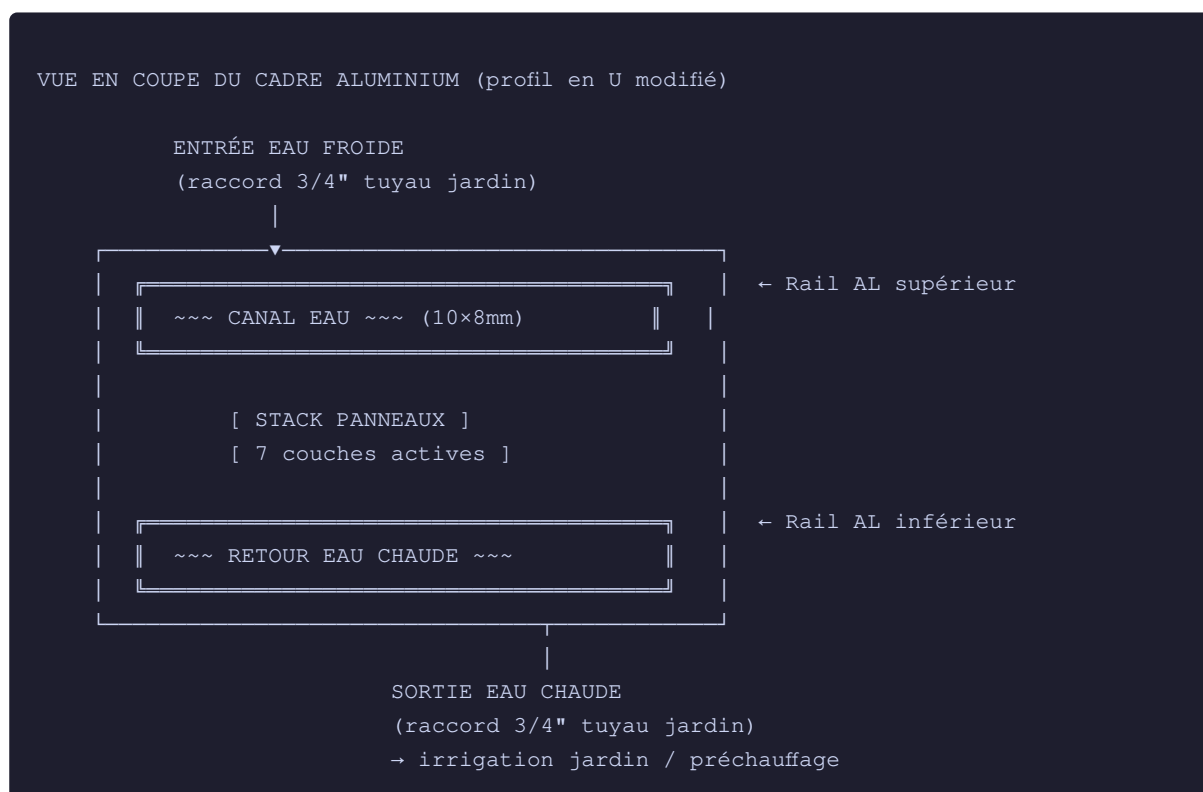 VUE EN COUPE DU CADRE ALUMINIUM (profil en U modifié)
ENTRÉE EAU FROIDE
(raccord 3/4" tuyau jardin)
← Rail AL supérieur
~~~ CANAL EAU ~~~ (10×8mm)
[ STACK PANNEAUX ]
[ 7 couches actives ]
← Rail AL inférieur
~~~ RETOUR EAU CHAUDE ~~~
SORTIE EAU CHAUDE
(raccord 3/4" tuyau jardin)
→ irrigation jardin / préchauffage